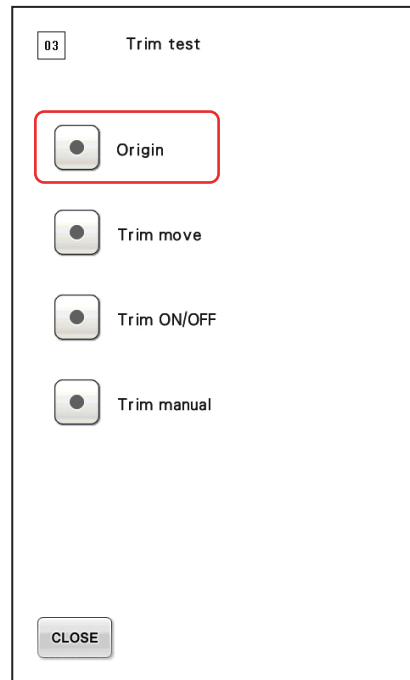 03 Trim test
Origin
Trim move
Trim ON/OFF
Trim manual
CLOSE